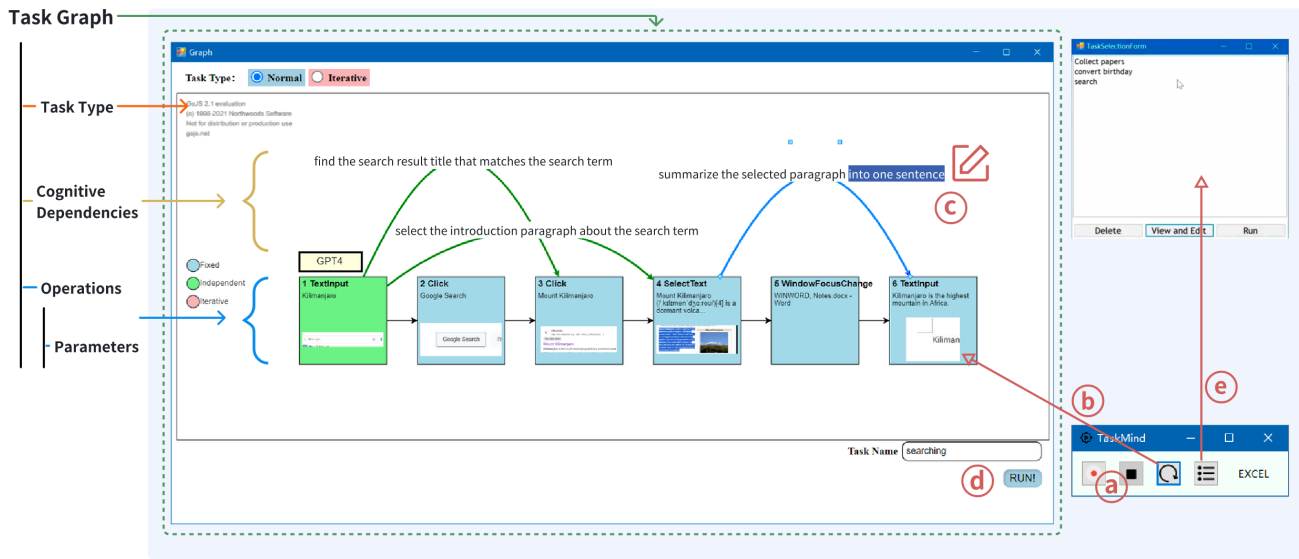 Task Graph
Task Type
Cognitive
Dependencies
Operations
Parameters
Graph
Task Type: Normal Iterative
GoJS 2.1 evaluation
(c) 1998-2021 Northwoods Software
Not for distribution or production use
gojs.net
find the search result title that matches the search term
summarize the selected paragraph into one sentence
c
select the introduction paragraph about the search term
Fixed
Independent
Iterative
GPT4
1 TextInput
Kilimanjaro
2 Click
Google Search
Google Search
3 Click
Mount Kilimanjaro
Mount Kilimanjaro
4 SelectText
Mount Kilimanjaro
dormant volca...
5 WindowFocusChange
WINWORD, Notes.docx -
Word
6 TextInput
Kilimanjaro is the highest
mountain in Africa.
Kiliman
Task Name searching
d
RUN!
TaskSelectionForm
Collect papers
convert birthday
search
Delete View and Edit Run
b
e
TaskMind
a
EXCEL